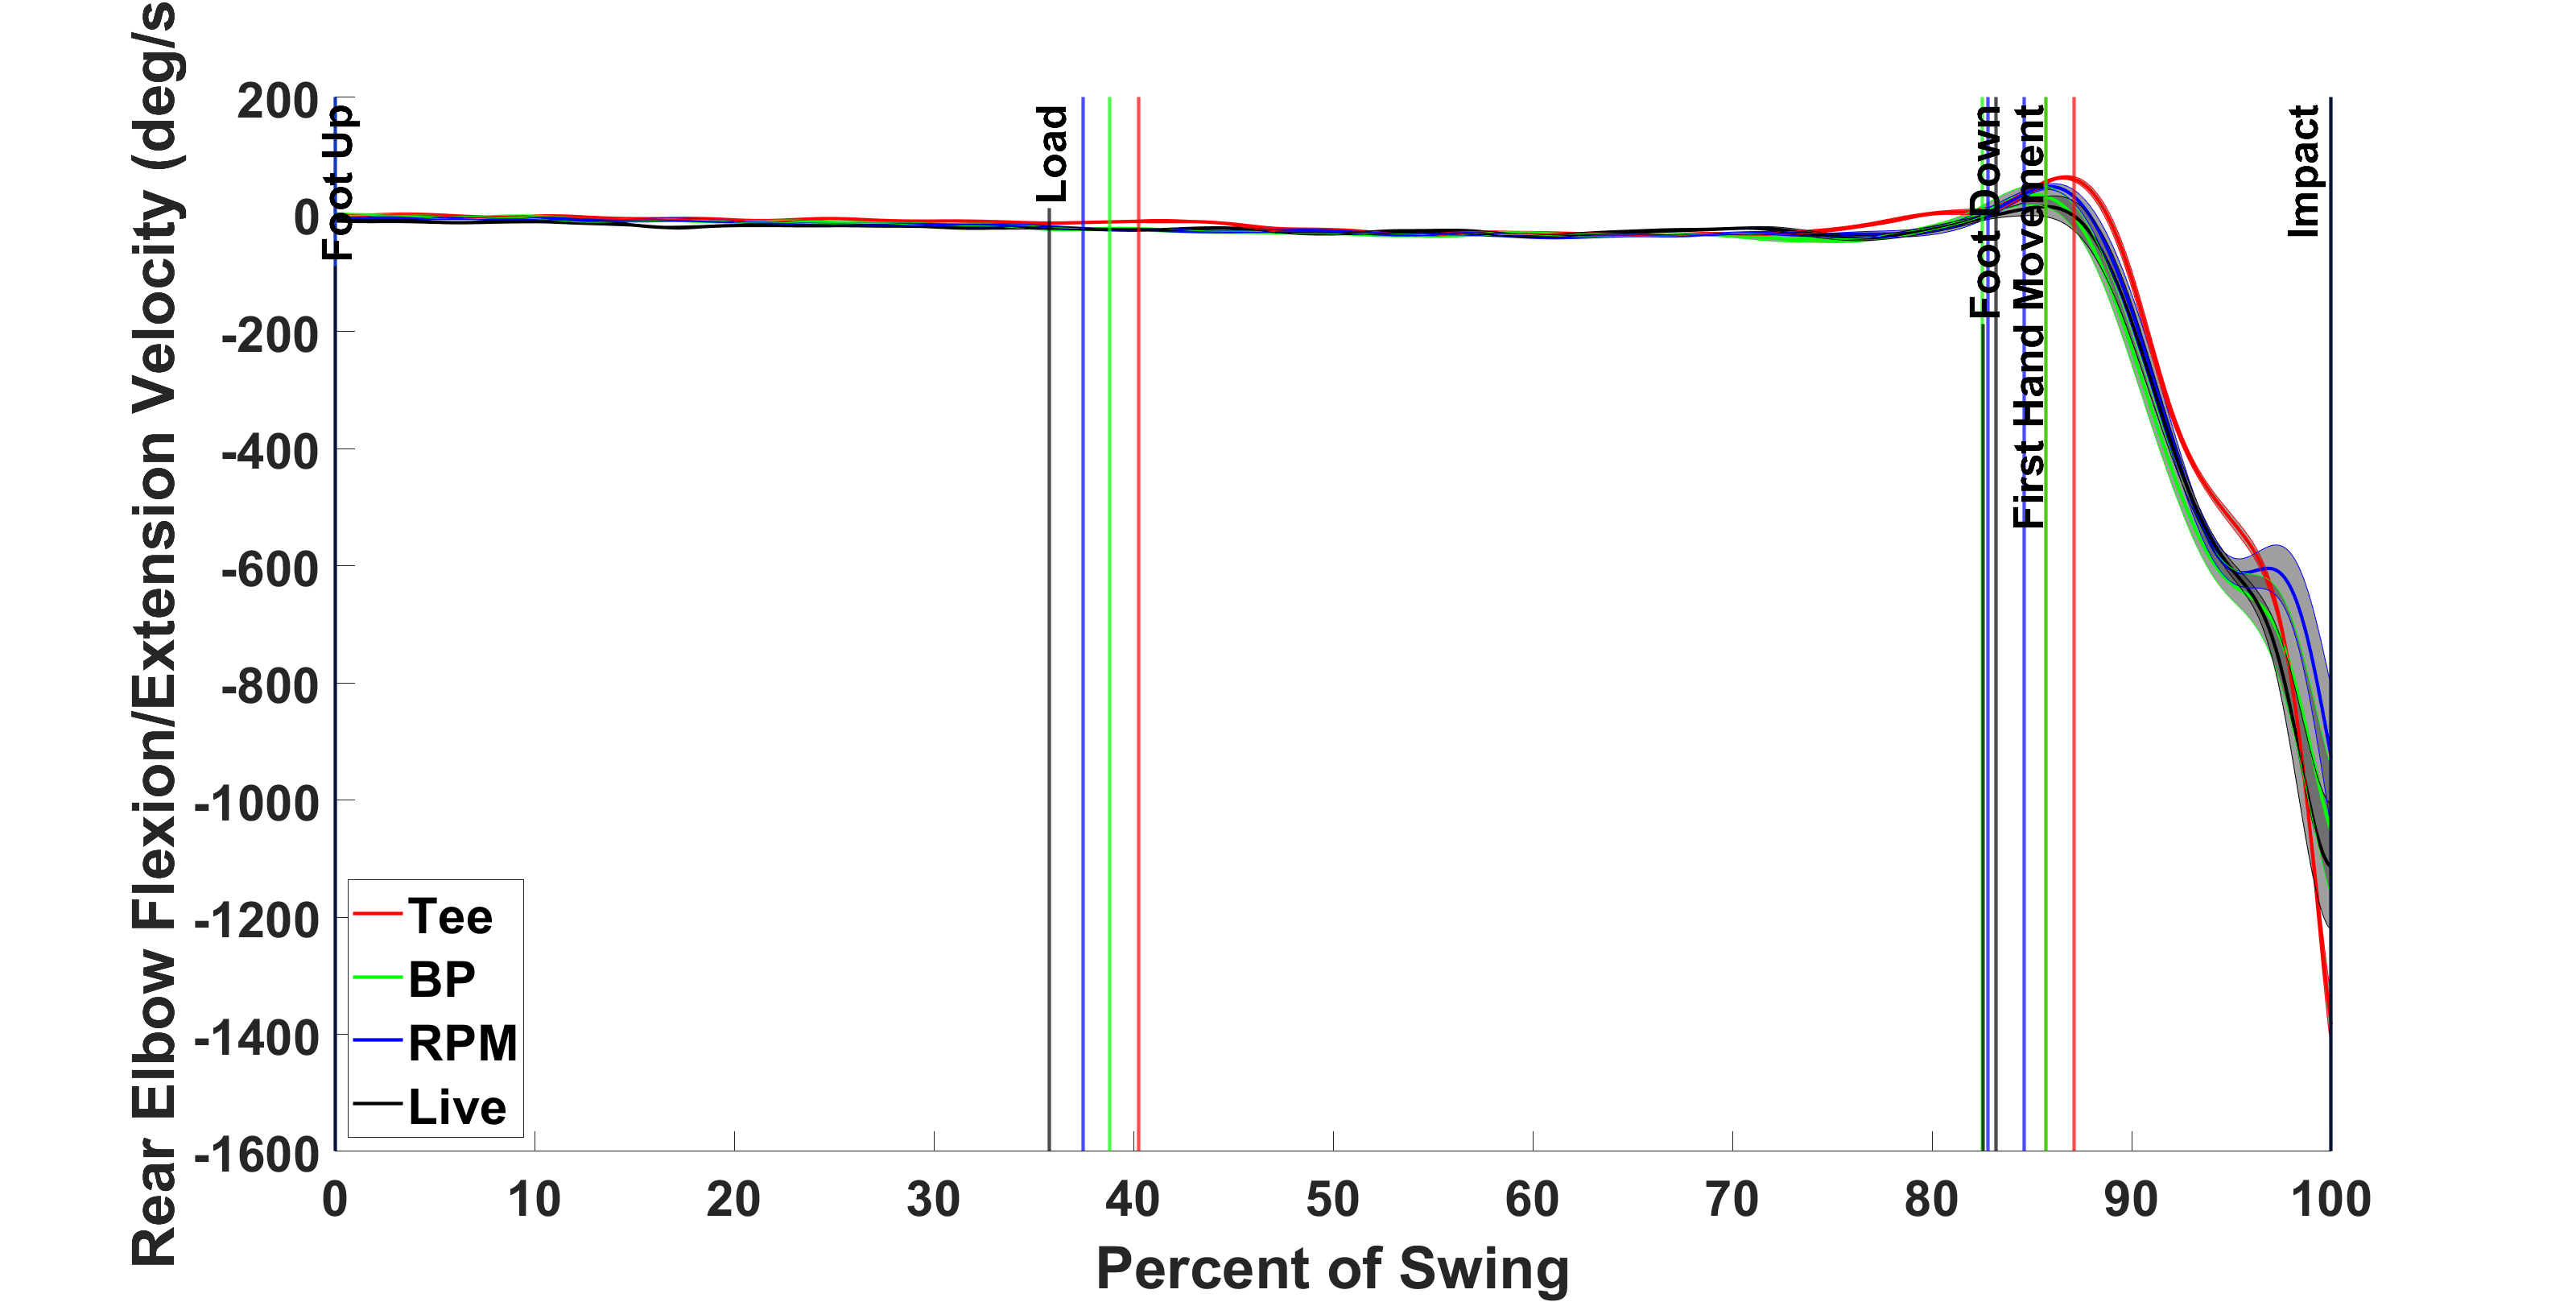 Rear Elbow Flexion/Extension Velocity (deg/s
200
0
-200
-400
-600
-800
-1000
-1200
-1400
-1600
Foot Up
Load
Foot Down
First Hand Movement
Impact
Tee
BP
RPM
Live
0 10 20 30 40 50 60 70 80 90 100
Percent of Swing